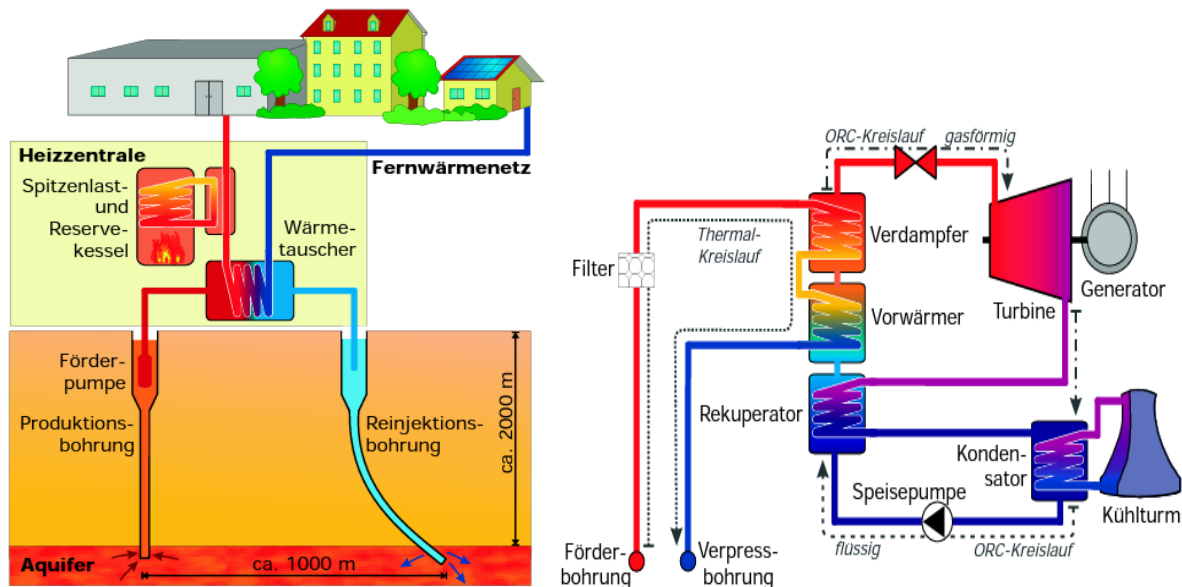 Heizzentrale
Spitzenlast-
und
Reserve-
kessel
Fernwärmenetz
Wärme-
tauscher
Förder-
pumpe
Produktions-
bohrung
Reinjektions-
bohrung
ca. 2000 m
Aquifer
ca. 1000 m
ORC-Kreislauf
gasförmig
Thermal-
Kreislauf
Filter
Verdampfer
Vorwärmer
Turbine
Generator
Rekuperator
Konden-
sator
Kühlturm
Speisepumpe
flüssig
ORC-Kreislauf
Förder-
bohrung
Verpress-
bohrung